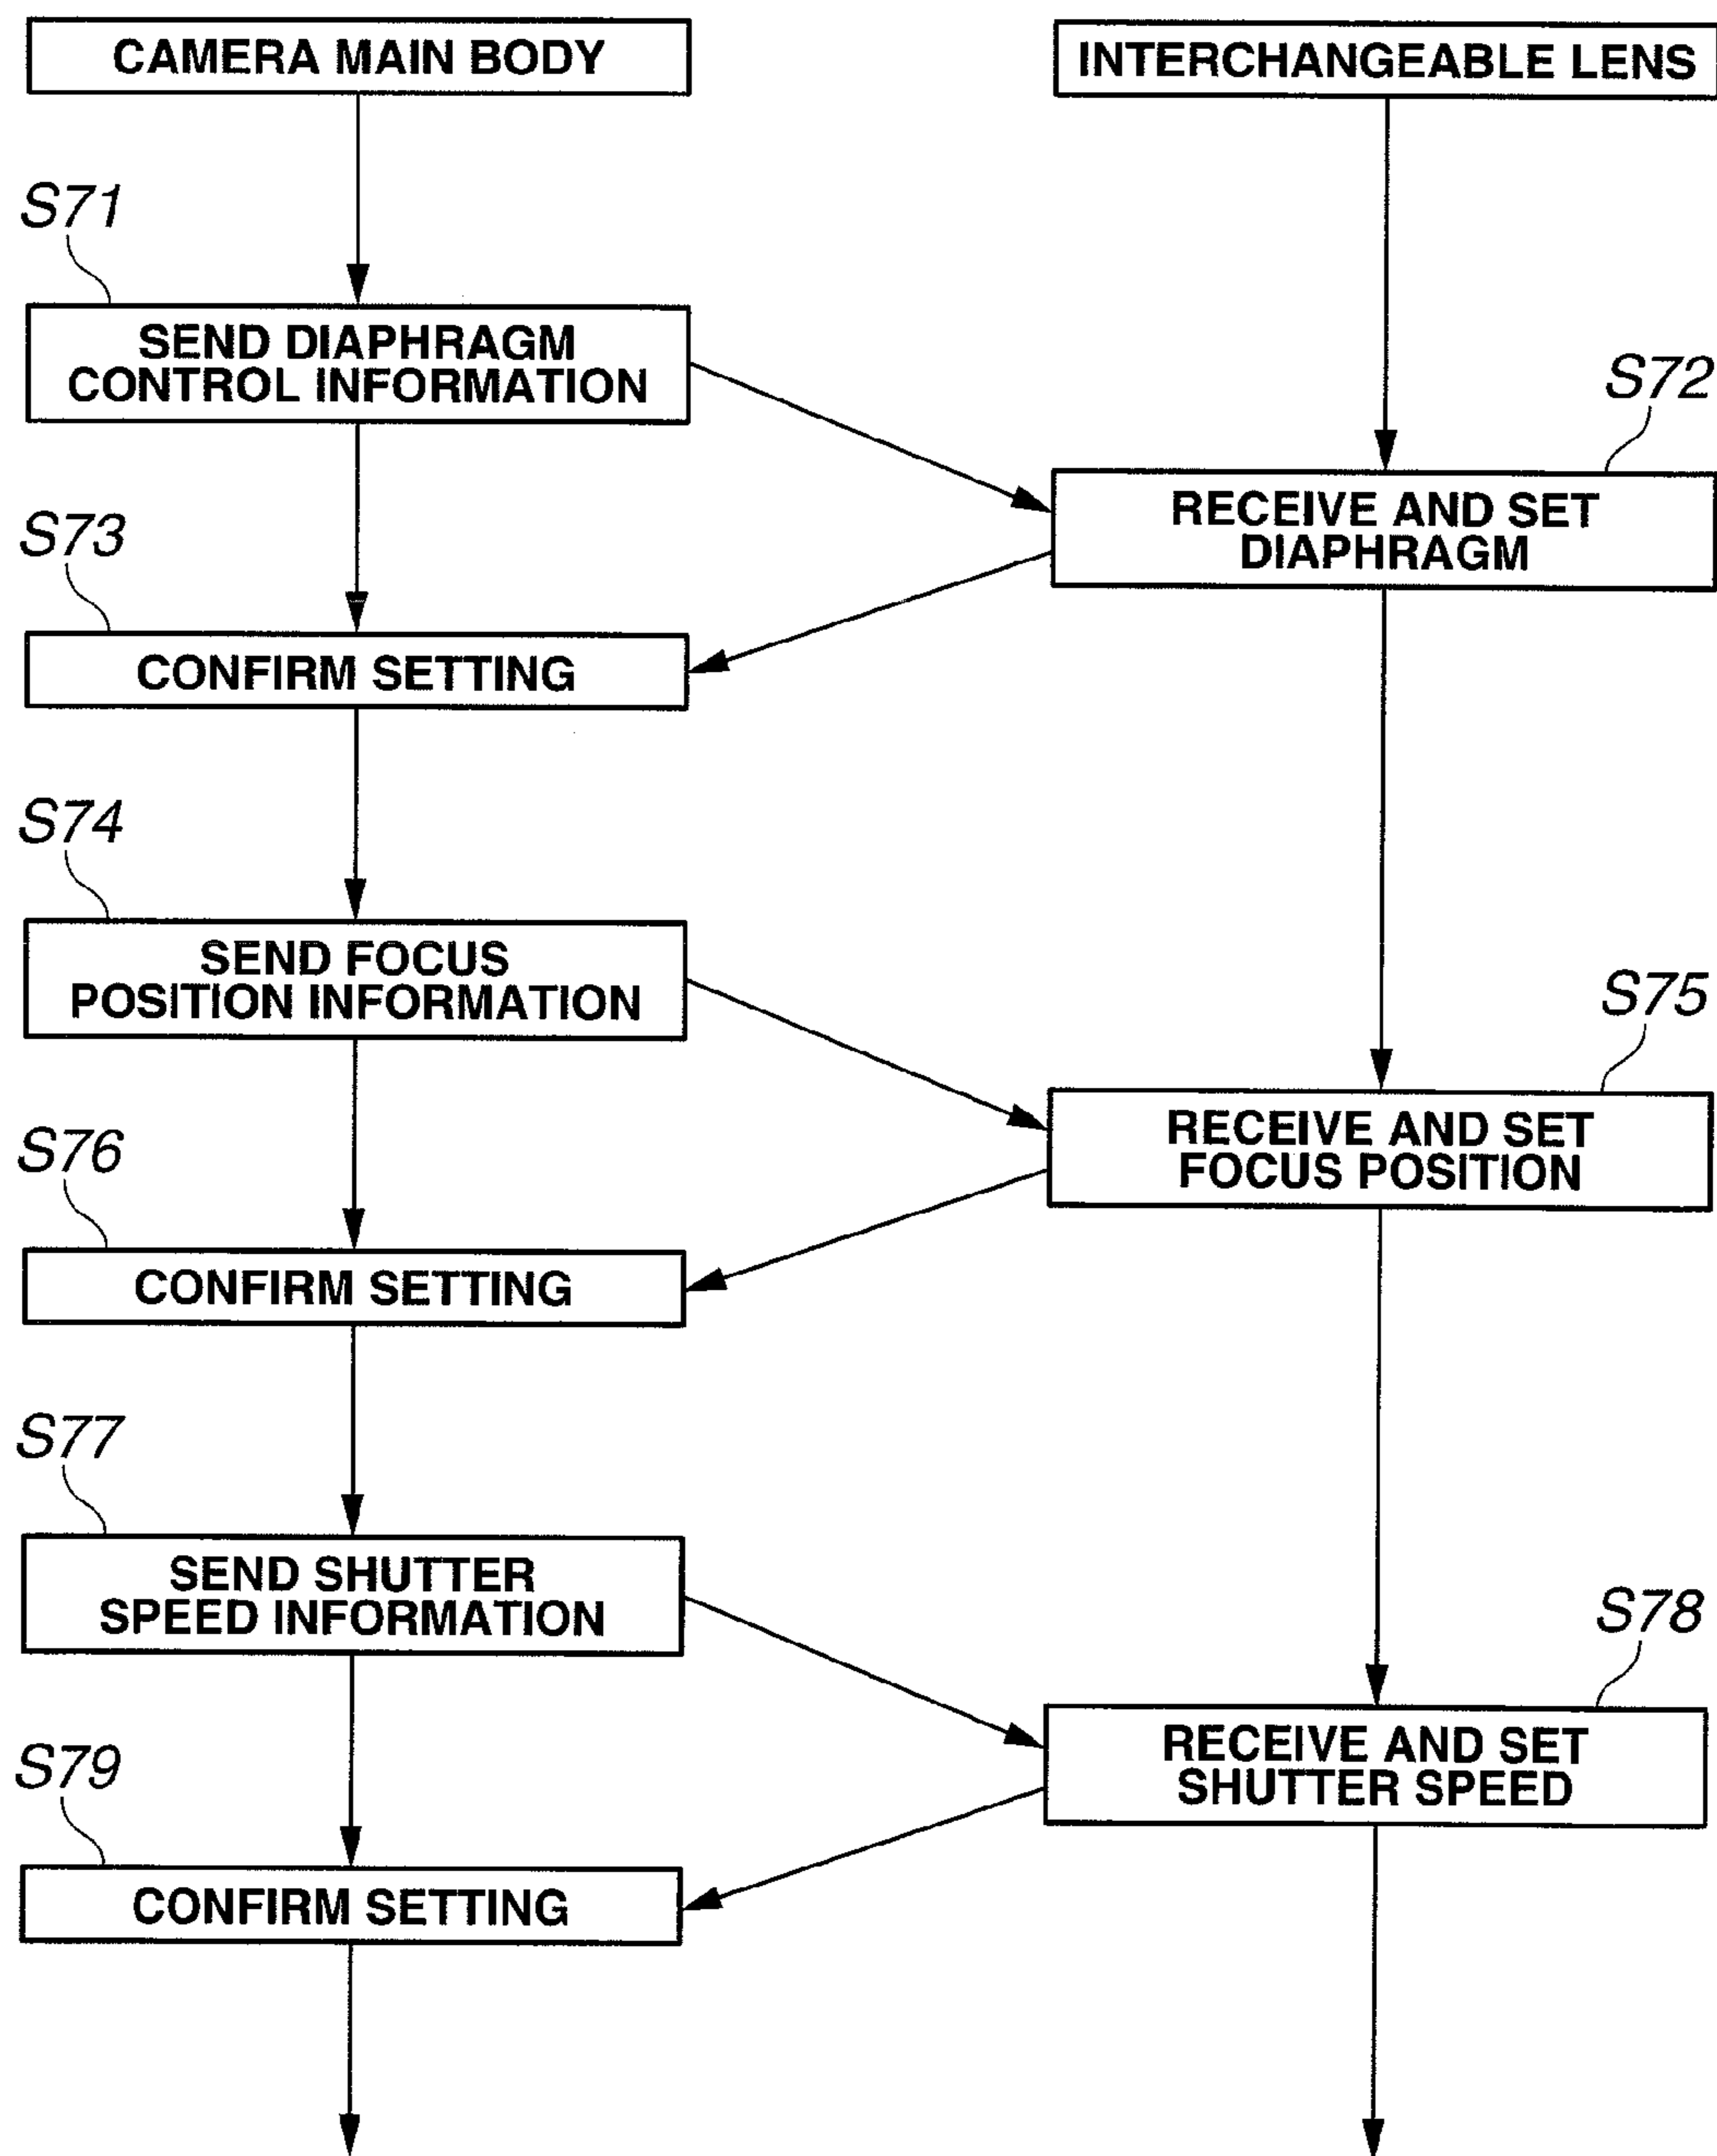 CAMERA MAIN BODY
INTERCHANGEABLE LENS
S71
SEND DIAPHRAGM
CONTROL INFORMATION
S72
RECEIVE AND SET
DIAPHRAGM
S73
CONFIRM SETTING
S74
SEND FOCUS
POSITION INFORMATION
S75
RECEIVE AND SET
FOCUS POSITION
S76
CONFIRM SETTING
S77
SEND SHUTTER
SPEED INFORMATION
S78
RECEIVE AND SET
SHUTTER SPEED
S79
CONFIRM SETTING